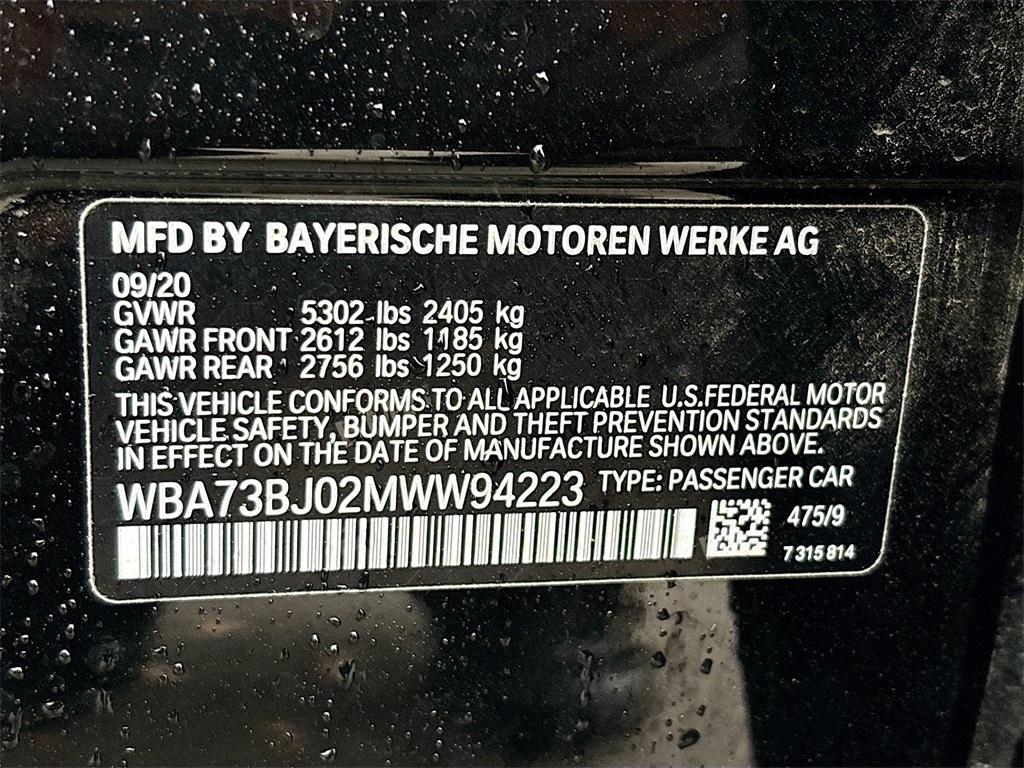 MFD BY BAYERISCHE MOTOREN WERKE AG
09/20
GVWR 5302 lbs 2405 kg
GAWR FRONT 2612 lbs 1185 kg
GAWR REAR 2756 lbs 1250 kg
THIS VEHICLE CONFORMS TO ALL APPLICABLE U.S.FEDERAL MOTOR
VEHICLE SAFETY, BUMPER AND THEFT PREVENTION STANDARDS
IN EFFECT ON THE DATE OF MANUFACTURE SHOWN ABOVE.
WBA73BJ02MWW94223 TYPE: PASSENGER CAR
475/9
7 315 814